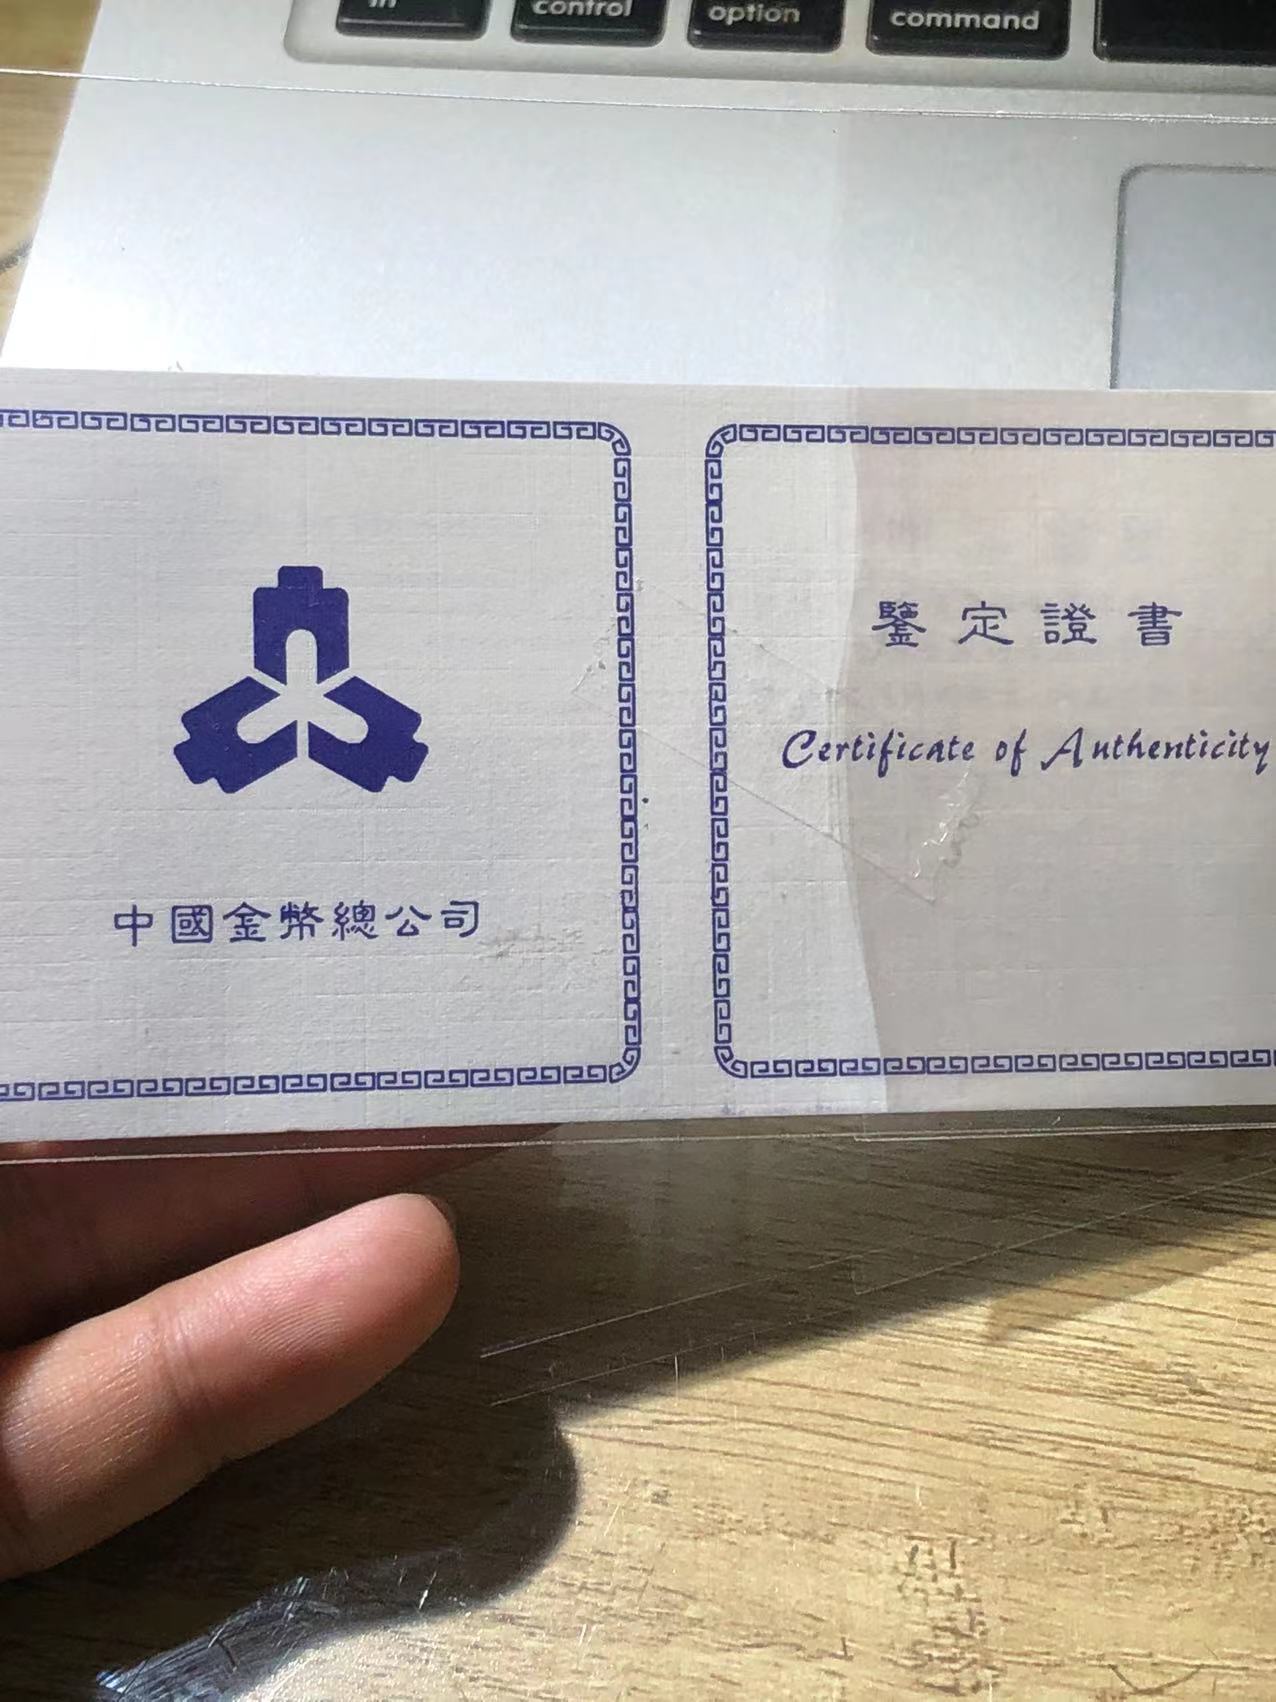 control option command
鑒定證書
Certificate of Authenticity
中國金幣總公司